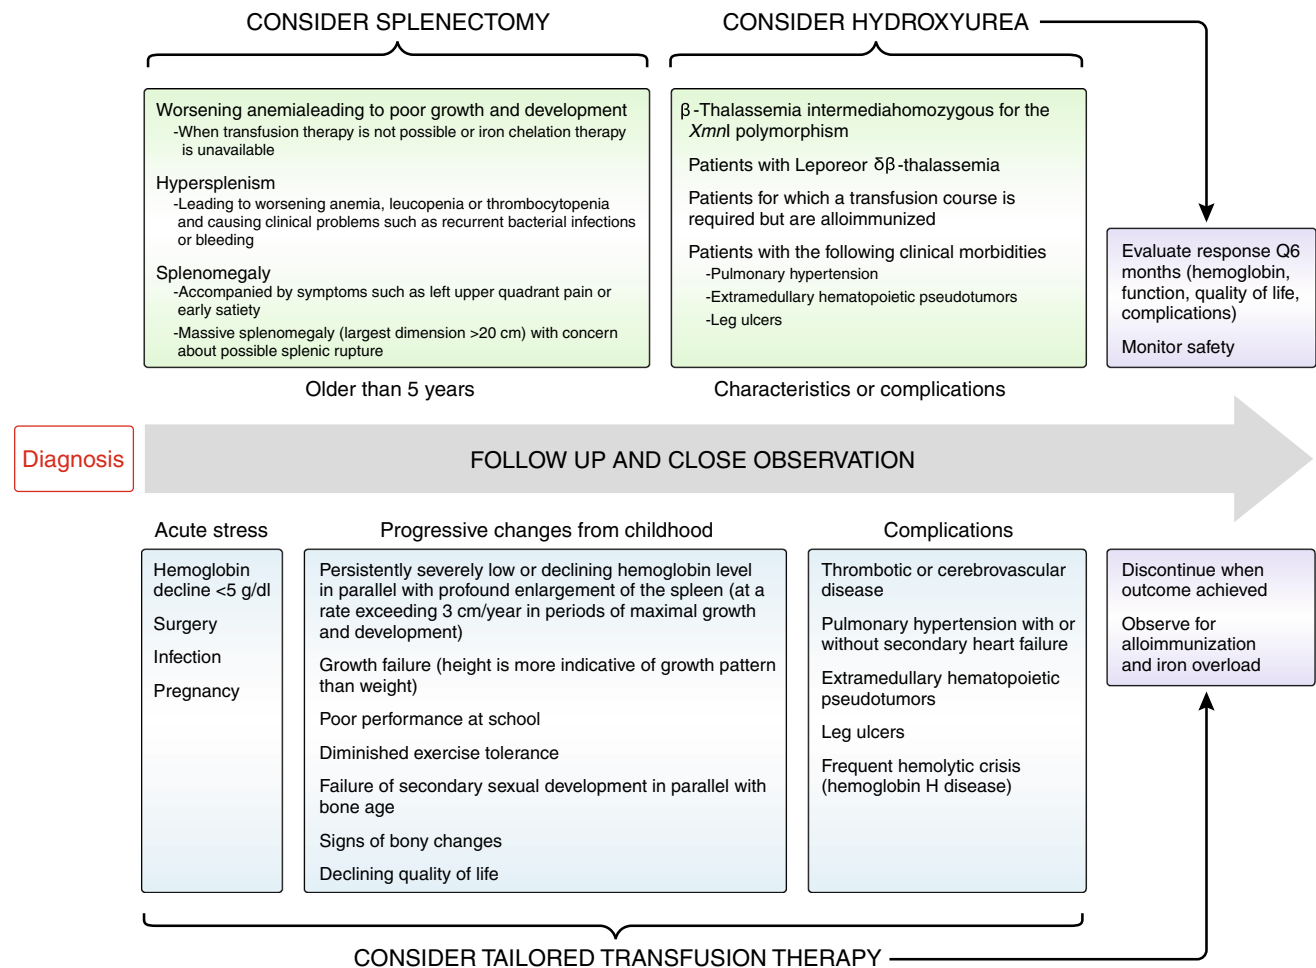 CONSIDER SPLENECTOMY
CONSIDER HYDROXYUREA
Worsening anemialeading to poor growth and development
-When transfusion therapy is not possible or iron chelation therapy
is unavailable
Hypersplenism
-Leading to worsening anemia, leucopenia or thrombocytopenia
and causing clinical problems such as recurrent bacterial infections
or bleeding
Splenomegaly
-Accompanied by symptoms such as left upper quadrant pain or
early satiety
-Massive splenomegaly (largest dimension >20 cm) with concern
about possible splenic rupture
Older than 5 years
β-Thalassemia intermediahomozygous for the
XmnI polymorphism
Patients with Leporeor δβ-thalassemia
Patients for which a transfusion course is
required but are alloimmunized
Patients with the following clinical morbidities
-Pulmonary hypertension
-Extramedullary hematopoietic pseudotumors
-Leg ulcers
Characteristics or complications
Evaluate response Q6
months (hemoglobin,
function, quality of life,
complications)
Monitor safety
Diagnosis
FOLLOW UP AND CLOSE OBSERVATION
Acute stress
Hemoglobin
decline <5 g/dl
Surgery
Infection
Pregnancy
Progressive changes from childhood
Persistently severely low or declining hemoglobin level
in parallel with profound enlargement of the spleen (at a
rate exceeding 3 cm/year in periods of maximal growth
and development)
Growth failure (height is more indicative of growth pattern
than weight)
Poor performance at school
Diminished exercise tolerance
Failure of secondary sexual development in parallel with
bone age
Signs of bony changes
Declining quality of life
Complications
Thrombotic or cerebrovascular
disease
Pulmonary hypertension with or
without secondary heart failure
Extramedullary hematopoietic
pseudotumors
Leg ulcers
Frequent hemolytic crisis
(hemoglobin H disease)
Discontinue when
outcome achieved
Observe for
alloimmunization
and iron overload
CONSIDER TAILORED TRANSFUSION THERAPY